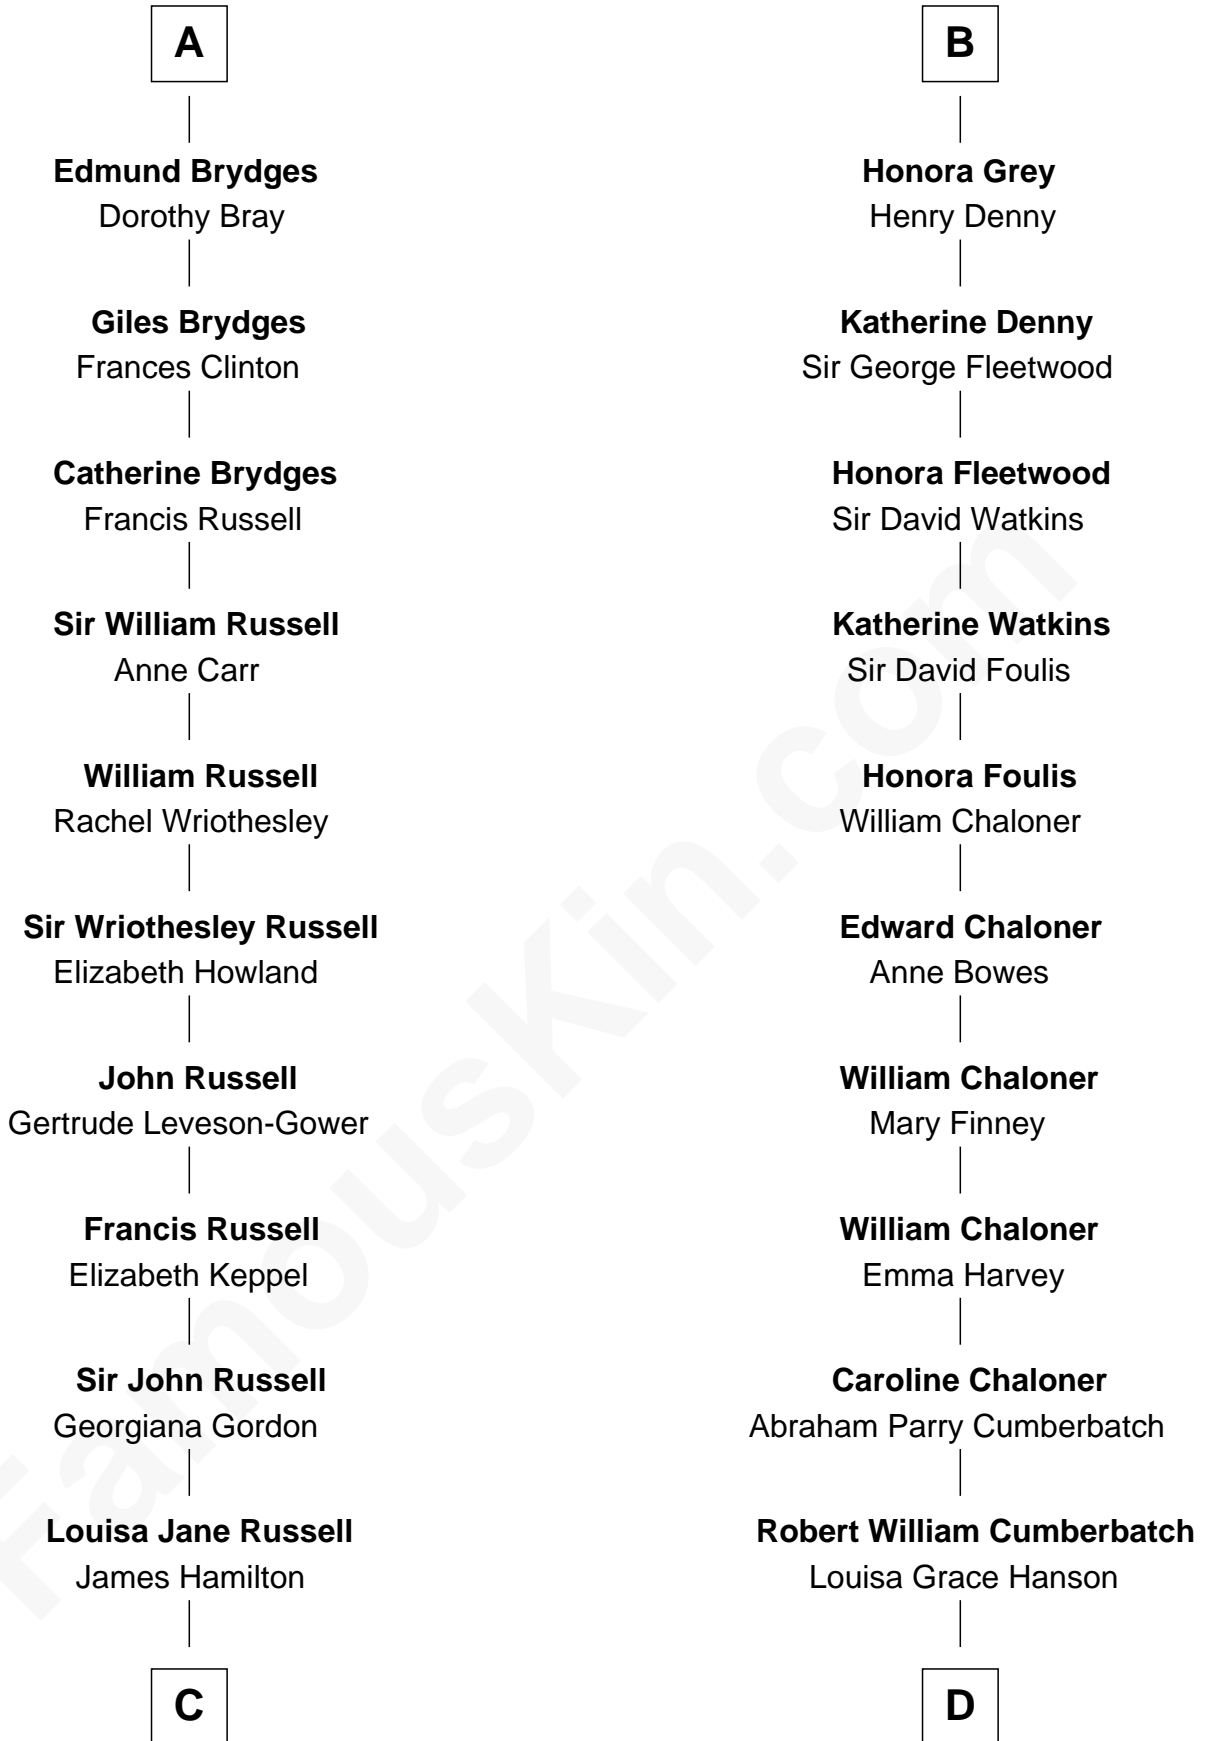 A
Edmund Brydges
Dorothy Bray
Giles Brydges
Frances Clinton
Catherine Brydges
Francis Russell
Sir William Russell
Anne Carr
William Russell
Rachel Wriothesley
Sir Wriothesley Russell
Elizabeth Howland
John Russell
Gertrude Leveson-Gower
Francis Russell
Elizabeth Keppel
Sir John Russell
Georgiana Gordon
Louisa Jane Russell
James Hamilton
C
B
Honora Grey
Henry Denny
Katherine Denny
Sir George Fleetwood
Honora Fleetwood
Sir David Watkins
Katherine Watkins
Sir David Foulis
Honora Foulis
William Chaloner
Edward Chaloner
Anne Bowes
William Chaloner
Mary Finney
William Chaloner
Emma Harvey
Caroline Chaloner
Abraham Parry Cumberbatch
Robert William Cumberbatch
Louisa Grace Hanson
D
FamousKin.com